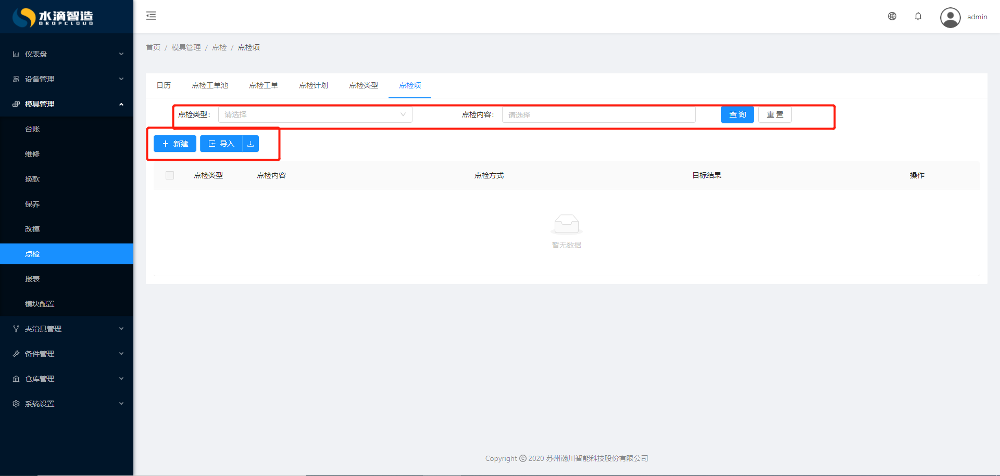 水滴智造
DROPCLOUD
admin
仪表盘
设备管理
模具管理
台账
维修
换款
保养
改模
点检
报表
模块配置
夹治具管理
备件管理
仓库管理
系统设置
首页 / 模具管理 / 点检 / 点检项
日历 点检工单池 点检工单 点检计划 点检类型 点检项
点检类型: 请选择 点检内容: 请选择 查 询 重 置
新建 导入
点检类型 点检内容 点检方式 目标结果 操作
暂无数据
Copyright © 2020 苏州瀚川智能科技股份有限公司